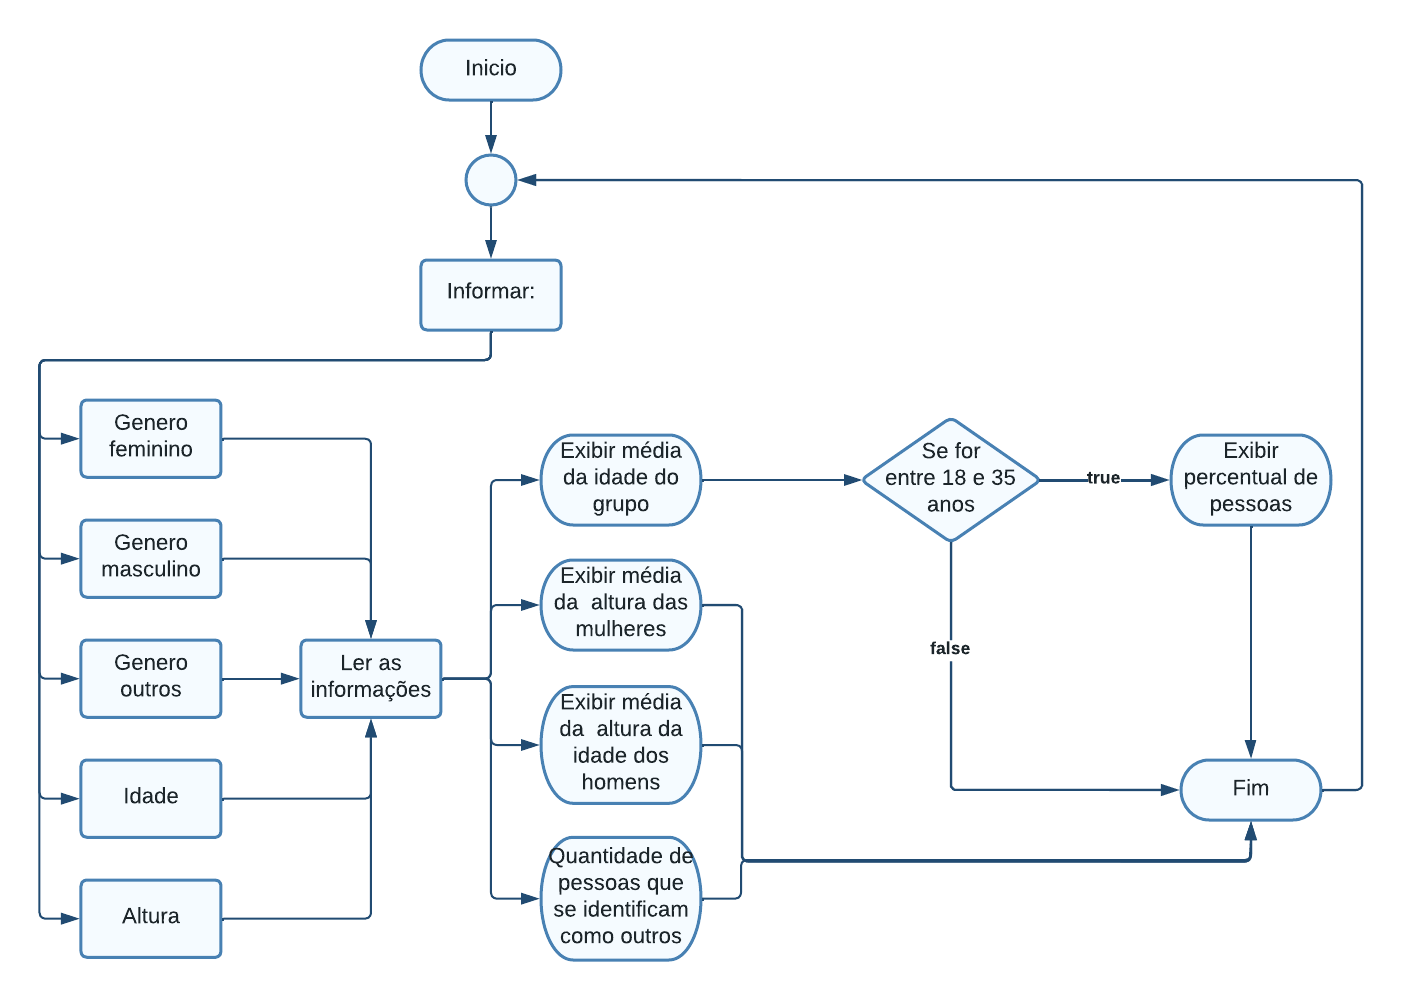 Inicio
Informar:
Genero
feminino
Genero
masculino
Genero
outros
Idade
Altura
Ler as
informações
Exibir média
da idade do
grupo
Exibir média
da  altura das
mulheres
Exibir média
da  altura da
idade dos
homens
Quantidade de
pessoas que
se identificam
como outros
Se for
entre 18 e 35
anos
true
false
Exibir
percentual de
pessoas
Fim